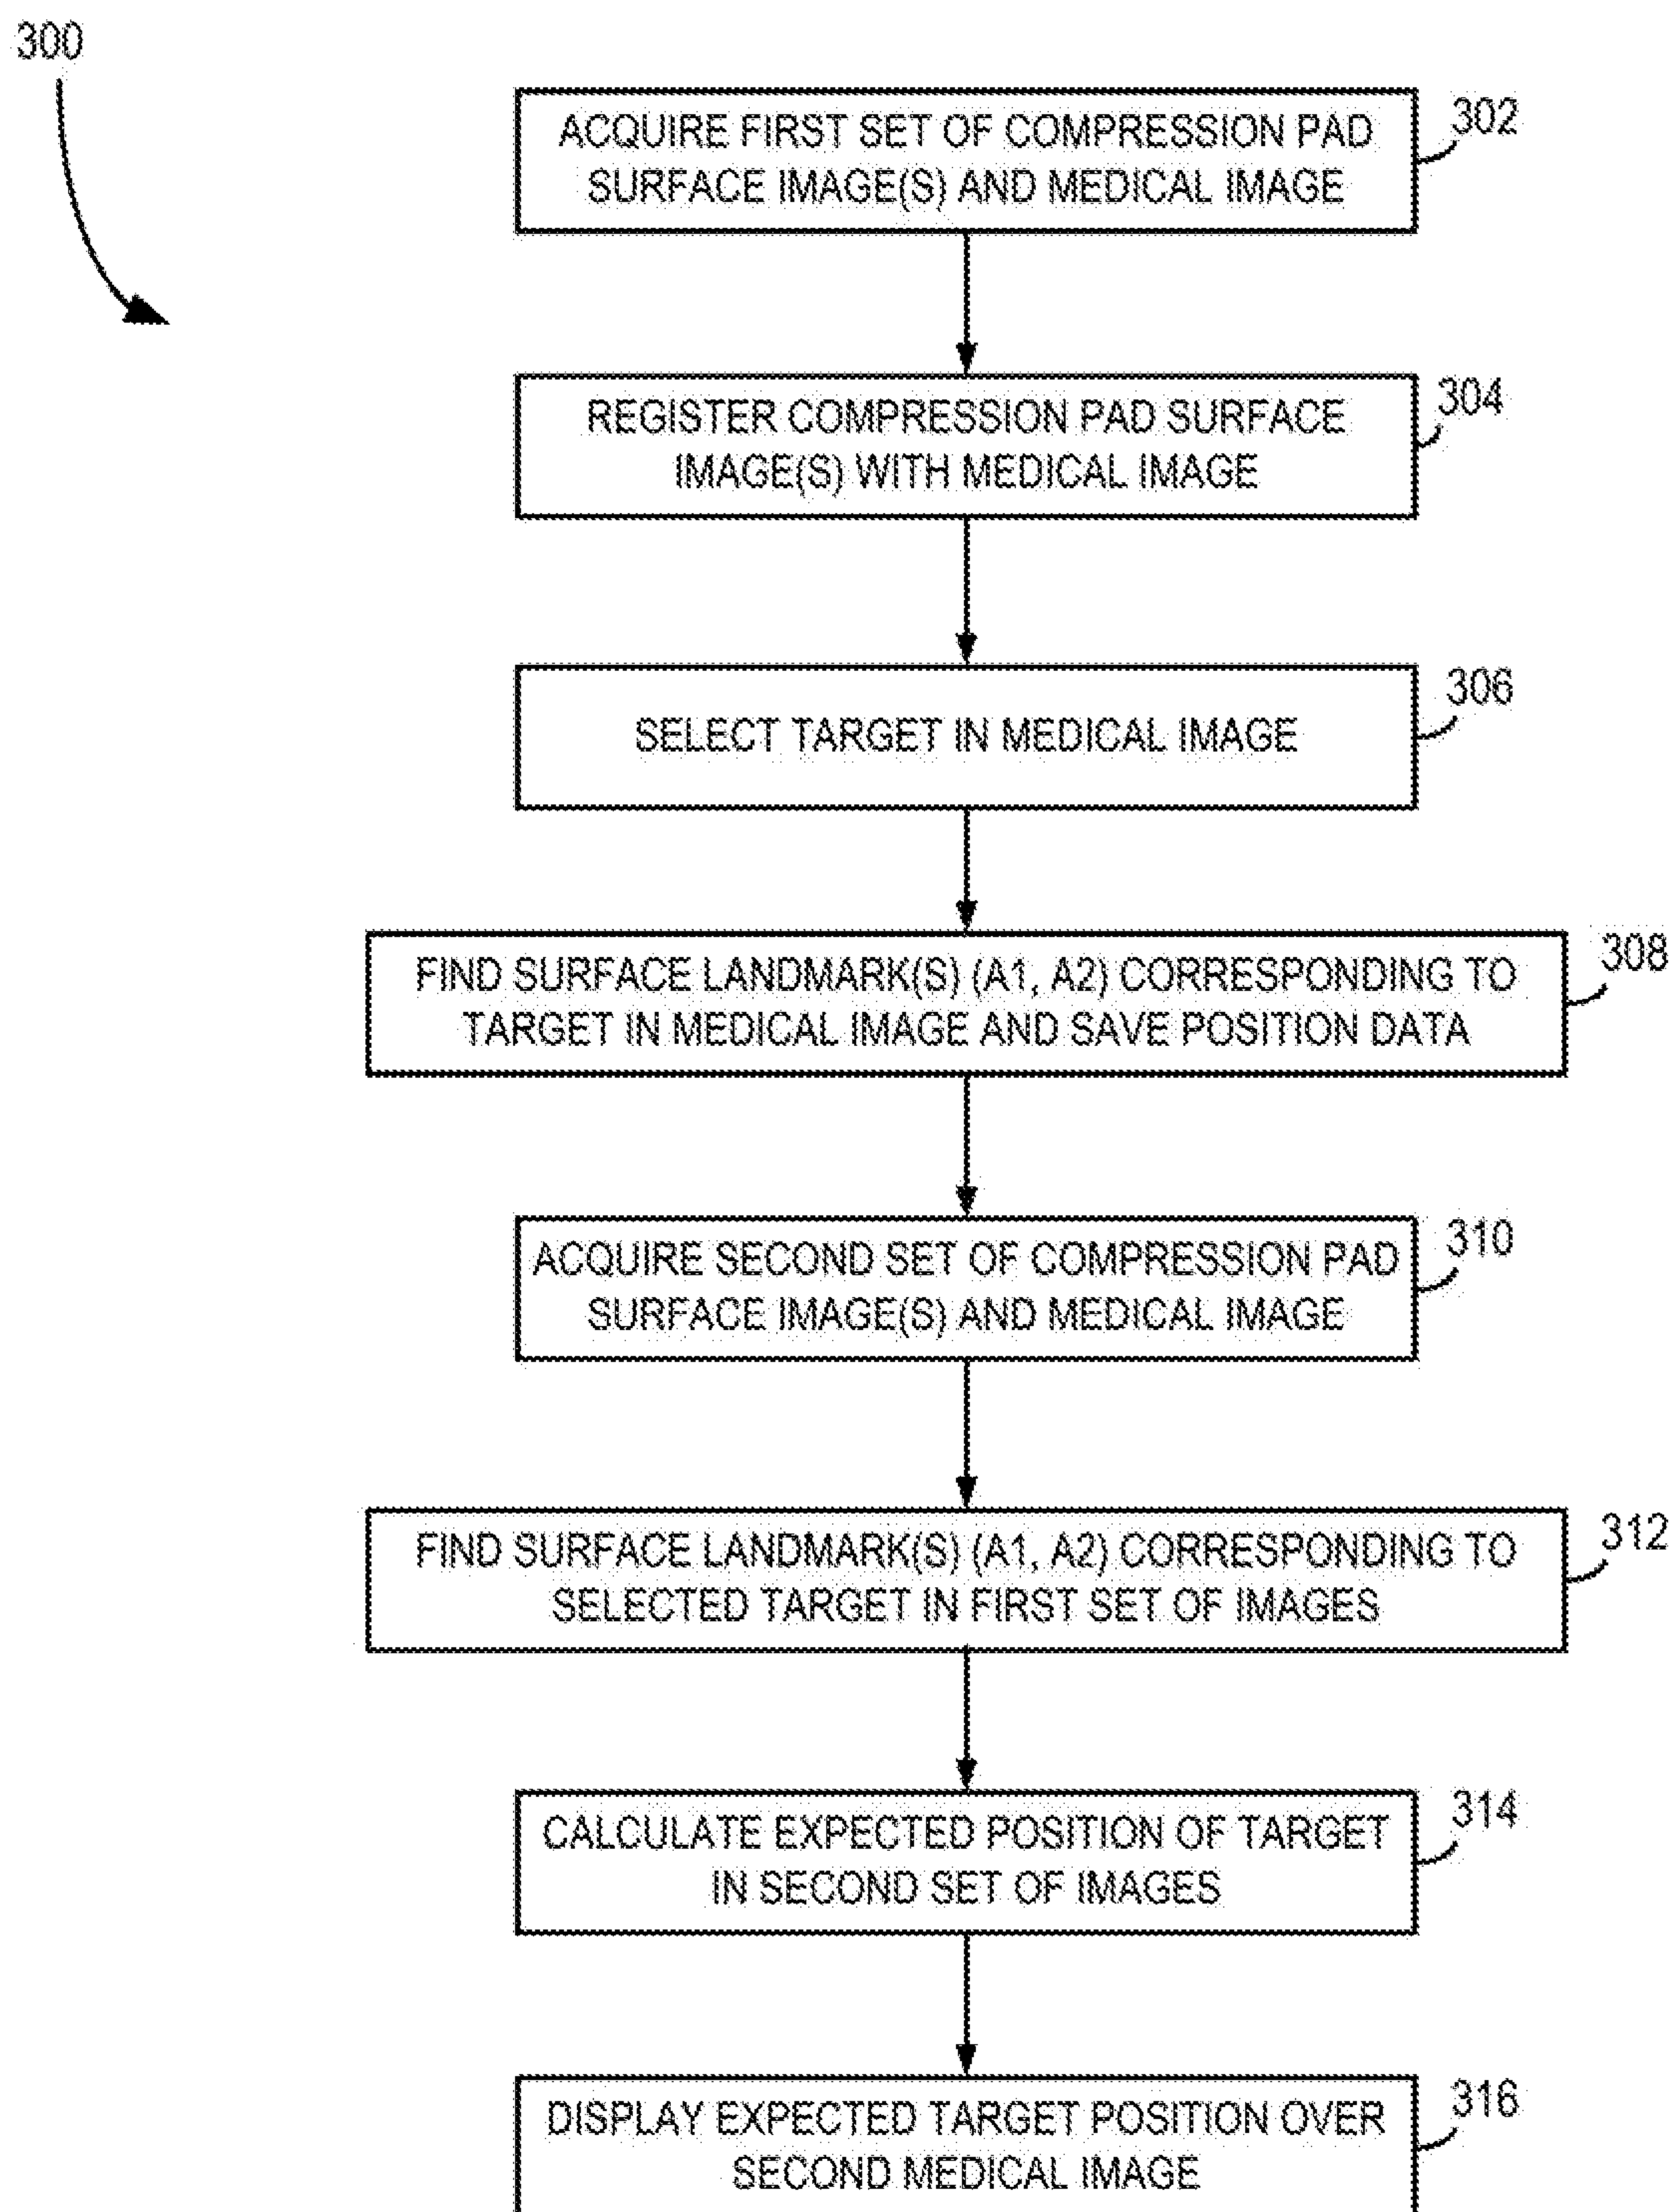 300
ACQUIRE FIRST SET OF COMPRESSION PAD
SURFACE IMAGE(S) AND MEDICAL IMAGE
302
REGISTER COMPRESSION PAD SURFACE
IMAGE(S) WITH MEDICAL IMAGE
304
SELECT TARGET IN MEDICAL IMAGE
306
FIND SURFACE LANDMARK(S) (A1, A2) CORRESPONDING TO
TARGET IN MEDICAL IMAGE AND SAVE POSITION DATA
308
ACQUIRE SECOND SET OF COMPRESSION PAD
SURFACE IMAGE(S) AND MEDICAL IMAGE
310
FIND SURFACE LANDMARK(S) (A1, A2) CORRESPONDING TO
SELECTED TARGET IN FIRST SET OF IMAGES
312
CALCULATE EXPECTED POSITION OF TARGET
IN SECOND SET OF IMAGES
314
DISPLAY EXPECTED TARGET POSITION OVER
SECOND MEDICAL IMAGE
316